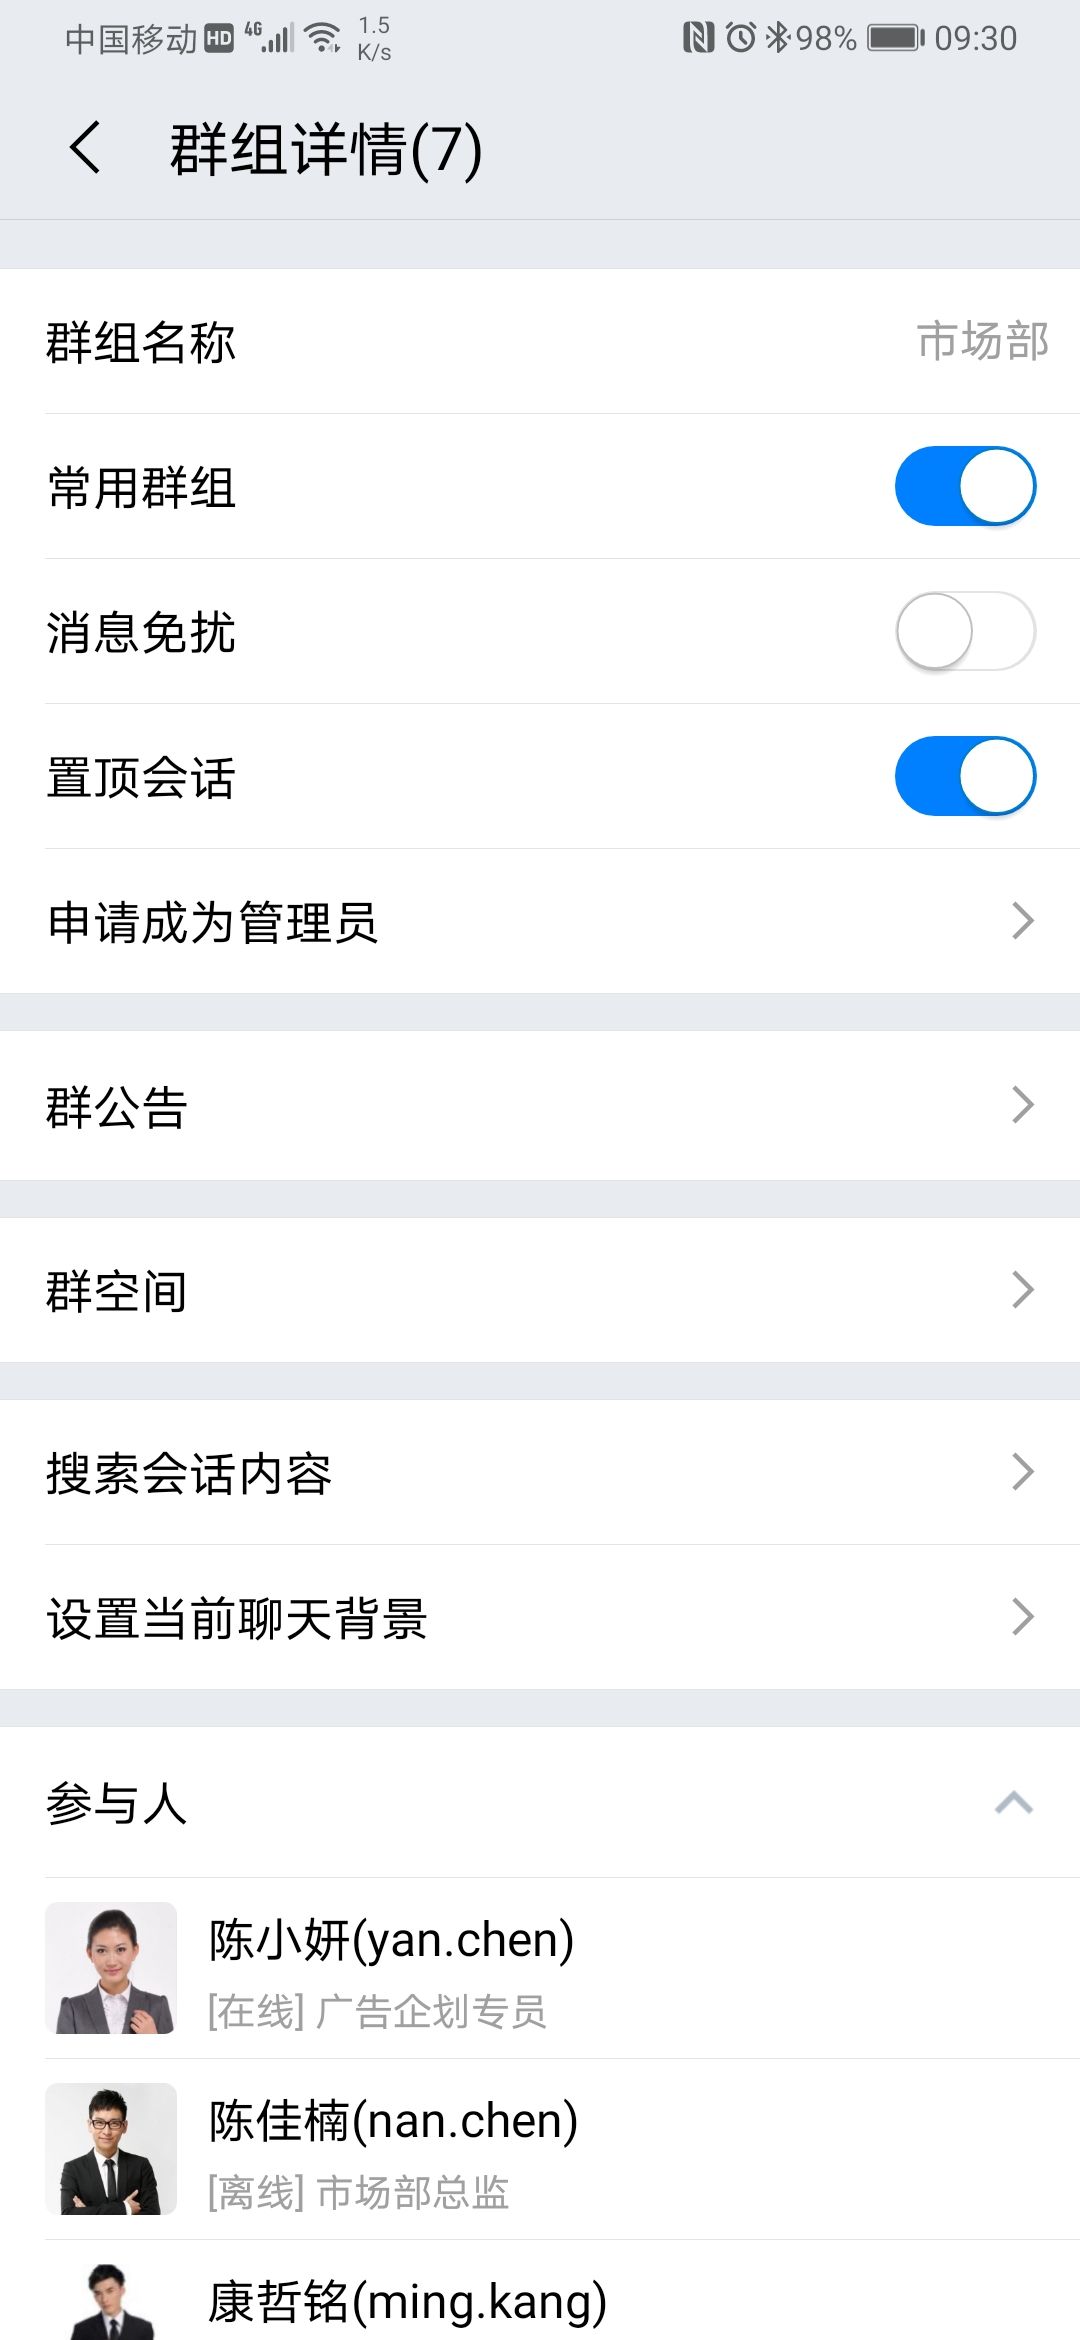 中国移动 HD 4G 1.5 K/s 98% 09:30
群组详情(7)
群组名称 市场部
常用群组
消息免扰
置顶会话
申请成为管理员
群公告
群空间
搜索会话内容
设置当前聊天背景
参与人
陈小妍(yan.chen)
[在线] 广告企划专员
陈佳楠(nan.chen)
[离线] 市场部总监
康哲铭(ming.kang)